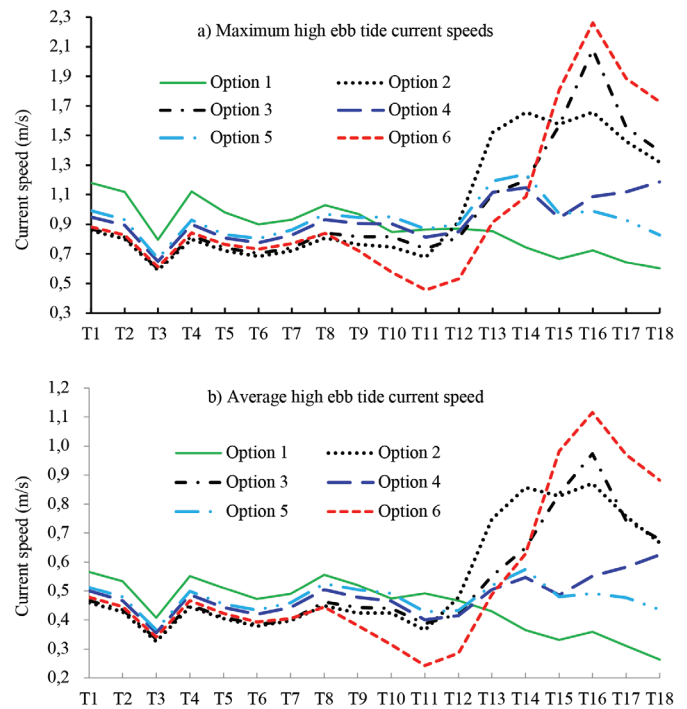 a) Maximum high ebb tide current speeds
Option 1
Option 2
Option 3
Option 4
Option 5
Option 6
Current speed (m/s)
2,3
2,1
1,7
1,5
1,3
1,1
0,9
0,7
0,5
0,3
T1 T2 T3 T4 T5 T6 T7 T8 T9 T10 T11 T12 T13 T14 T15 T16 T17 T18
b) Average high ebb tide current speed
Option 1
Option 2
Option 3
Option 4
Option 5
Option 6
Current speed (m/s)
1,2
1,1
1,0
0,9
0,8
0,7
0,6
0,5
0,4
0,3
0,2
T1 T2 T3 T4 T5 T6 T7 T8 T9 T10 T11 T12 T13 T14 T15 T16 T17 T18